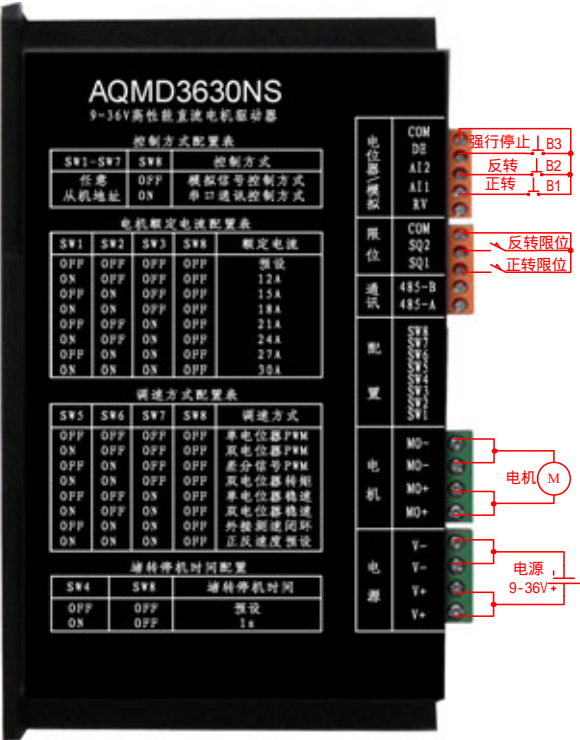 AQMD3630NS
9-36V高性能直流电机驱动器
控制方式配置表
SW1-SW7 SW8 控制方式
任意 OFF 模拟信号控制方式
从机地址 ON 串口通讯控制方式
电机额定电流配置表
SW1 SW2 SW3 SW8 额定电流
OFF OFF OFF OFF 预设
ON OFF OFF OFF 12A
OFF ON OFF OFF 15A
ON ON OFF OFF 18A
OFF OFF ON OFF 21A
ON OFF ON OFF 24A
OFF ON ON OFF 27A
ON ON ON OFF 30A
调速方式配置表
SW5 SW6 SW7 SW8 调速方式
OFF OFF OFF OFF 单电位器PWM
ON OFF OFF OFF 双电位器PWM
OFF ON OFF OFF 差分信号PWM
ON ON OFF OFF 双电位器转矩
OFF OFF ON OFF 单电位器稳速
ON OFF ON OFF 双电位器稳速
OFF ON ON OFF 外接测速闭环
ON ON ON OFF 正反速度预设
堵转停机时间配置
SW4 SW8 堵转停机时间
OFF OFF 预设
ON OFF 1s
电位器\模拟
COM
DE
AI2
AI1
RV
强行停止 B3
反转 B2
正转 B1
限位
COM
SQ2
SQ1
反转限位
正转限位
通讯
485-B
485-A
配置
SW8
SW7
SW6
SW5
SW4
SW3
SW2
SW1
电机
MO-
MO-
MO+
MO+
电机 M
电源
V-
V-
V+
V+
电源
9-36V+